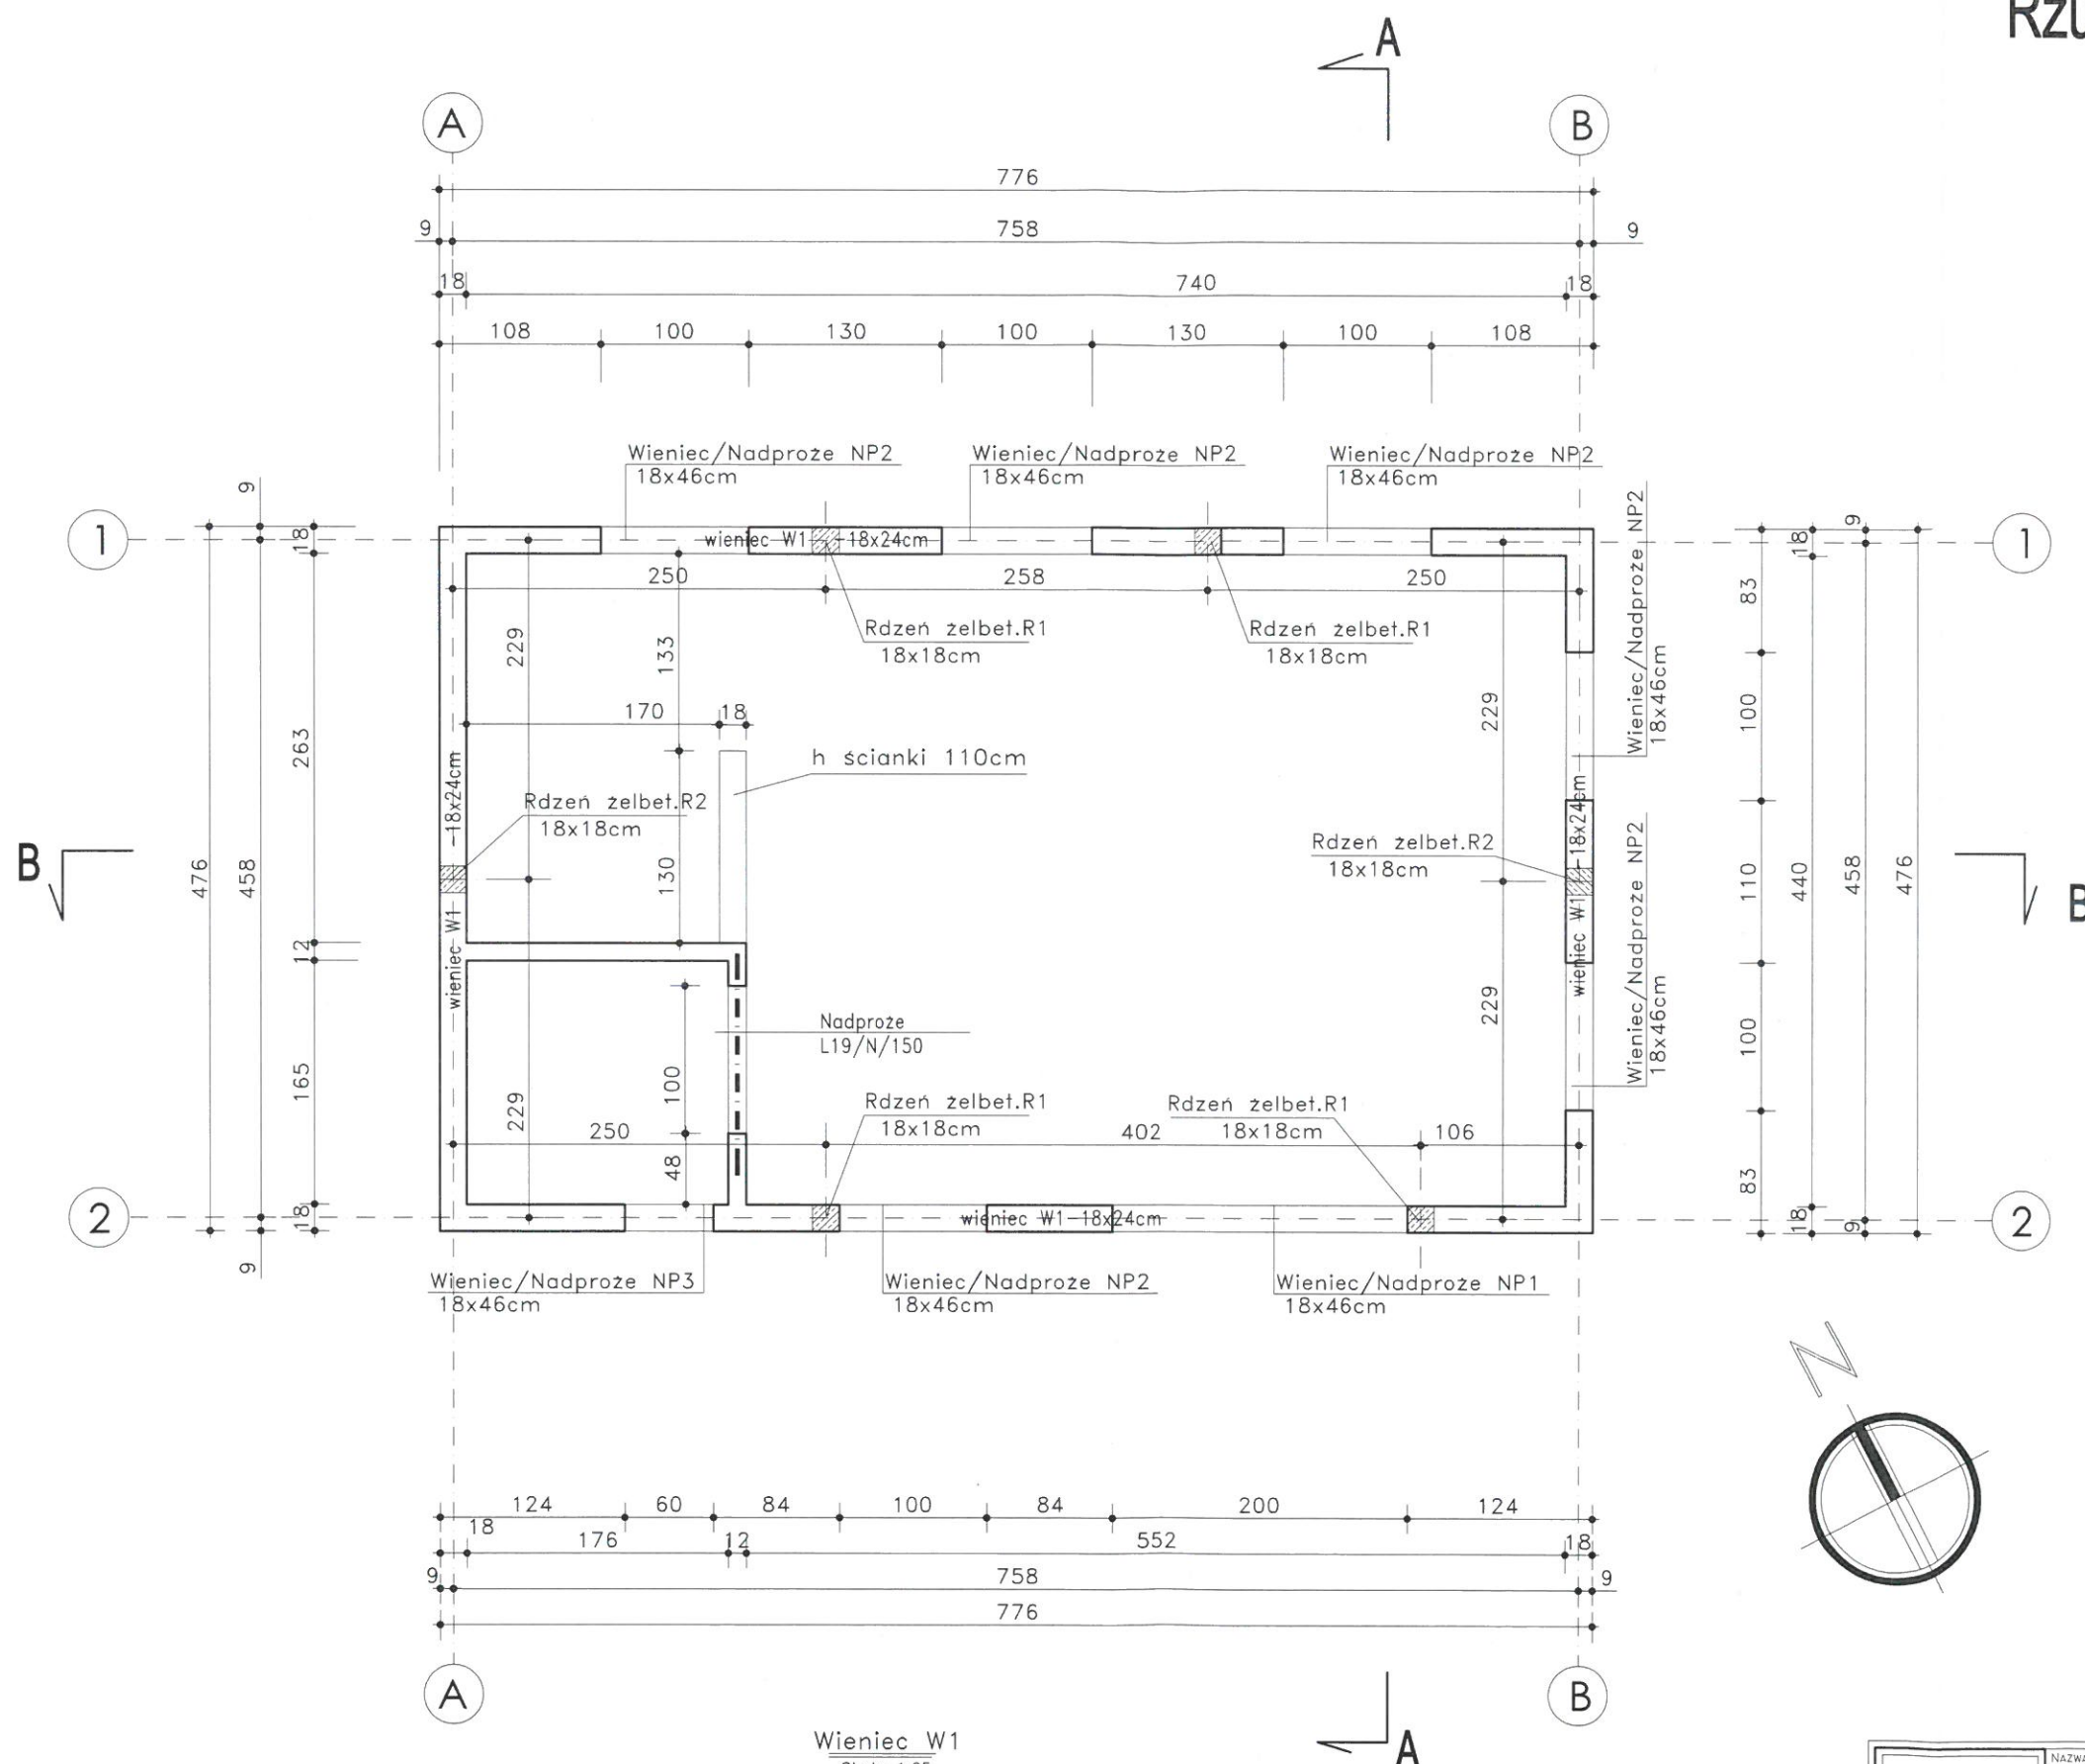 Rzu
A
A
B
776
9
758
9
18
740
18
108
100
130
100
130
100
108
Wieniec/Nadproże NP2
18x46cm
Wieniec/Nadproże NP2
18x46cm
Wieniec/Nadproże NP2
18x46cm
Wieniec/Nadproże NP2
18x46cm
9
18
9
18
1
1
wieniec W1 18x24cm
250
258
250
Rdzeń żelbet.R1
18x18cm
Rdzeń żelbet.R1
18x18cm
229
133
83
263
170
18
229
100
h ścianki 110cm
wieniec W1 18x24cm
Rdzeń żelbet.R2
18x18cm
Rdzeń żelbet.R2
18x18cm
wieniec W1 18x24cm
B
B
476
458
130
110
440
458
476
Wieniec/Nadproże NP2
18x46cm
12
229
100
Nadproże
L19/N/150
165
229
100
Rdzeń żelbet.R1
18x18cm
Rdzeń żelbet.R1
18x18cm
250
402
106
48
83
18
9
18
9
2
2
wieniec W1 18x24cm
Wieniec/Nadproże NP3
18x46cm
Wieniec/Nadproże NP2
18x46cm
Wieniec/Nadproże NP1
18x46cm
N
124
60
84
100
84
200
124
18
176
12
552
18
9
758
9
776
A
B
A
Wieniec W1